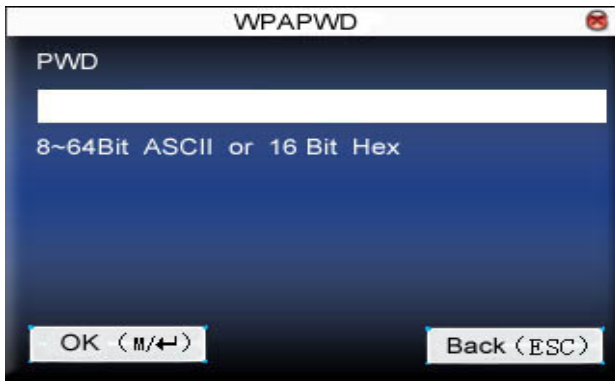 WPAPWD
PWD
8~64Bit ASCII or 16 Bit Hex
OK (M/↵) Back (ESC)